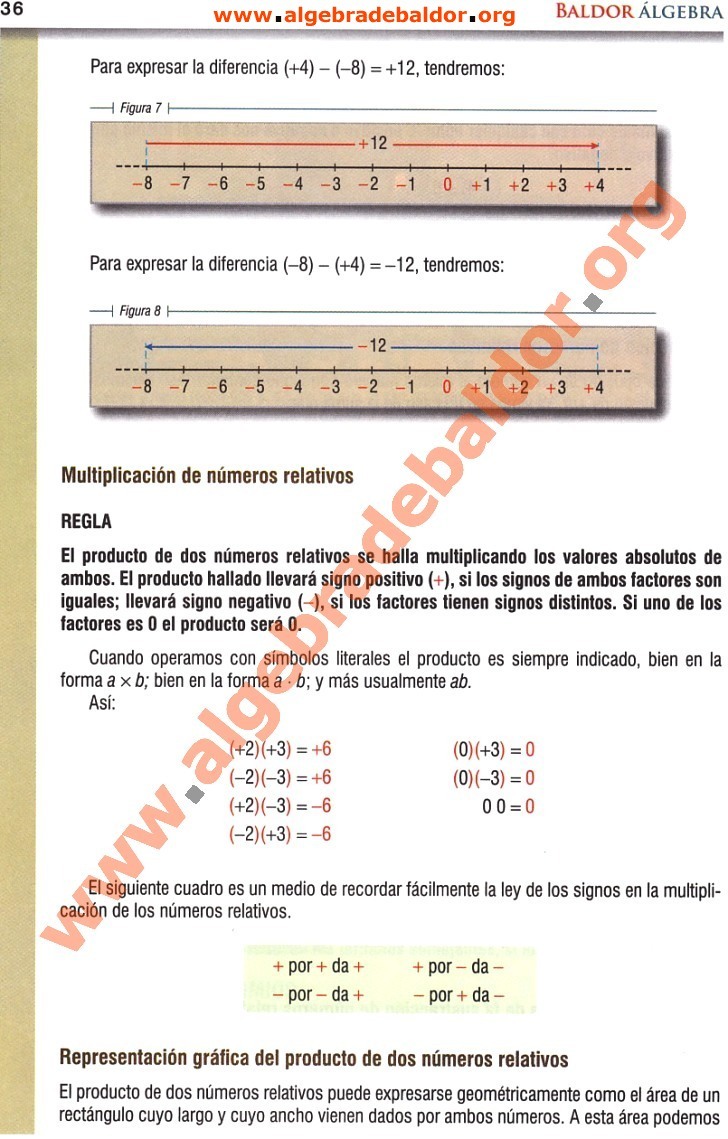 36
www.algebradebaldor.org
BALDOR ÁLGEBRA
Para expresar la diferencia (+4) − (−8) = +12, tendremos:
Figura 7
+12
−8 −7 −6 −5 −4 −3 −2 −1 0 +1 +2 +3 +4
Para expresar la diferencia (−8) − (+4) = −12, tendremos:
Figura 8
−12
−8 −7 −6 −5 −4 −3 −2 −1 0 +1 +2 +3 +4
Multiplicación de números relativos
REGLA
El producto de dos números relativos se halla multiplicando los valores absolutos de
ambos. El producto hallado llevará signo positivo (+), si los signos de ambos factores son
iguales; llevará signo negativo (−), si los factores tienen signos distintos. Si uno de los
factores es 0 el producto será 0.
Cuando operamos con símbolos literales el producto es siempre indicado, bien en la
forma a × b; bien en la forma a · b; y más usualmente ab.
Así:
(+2)(+3) = +6 (0)(+3) = 0
(−2)(−3) = +6 (0)(−3) = 0
(+2)(−3) = −6 0 0 = 0
(−2)(+3) = −6
El siguiente cuadro es un medio de recordar fácilmente la ley de los signos en la multipli-
cación de los números relativos.
+ por + da + + por − da −
− por − da + − por + da −
Representación gráfica del producto de dos números relativos
El producto de dos números relativos puede expresarse geométricamente como el área de un
rectángulo cuyo largo y cuyo ancho vienen dados por ambos números. A esta área podemos
www.algebradebaldor.org